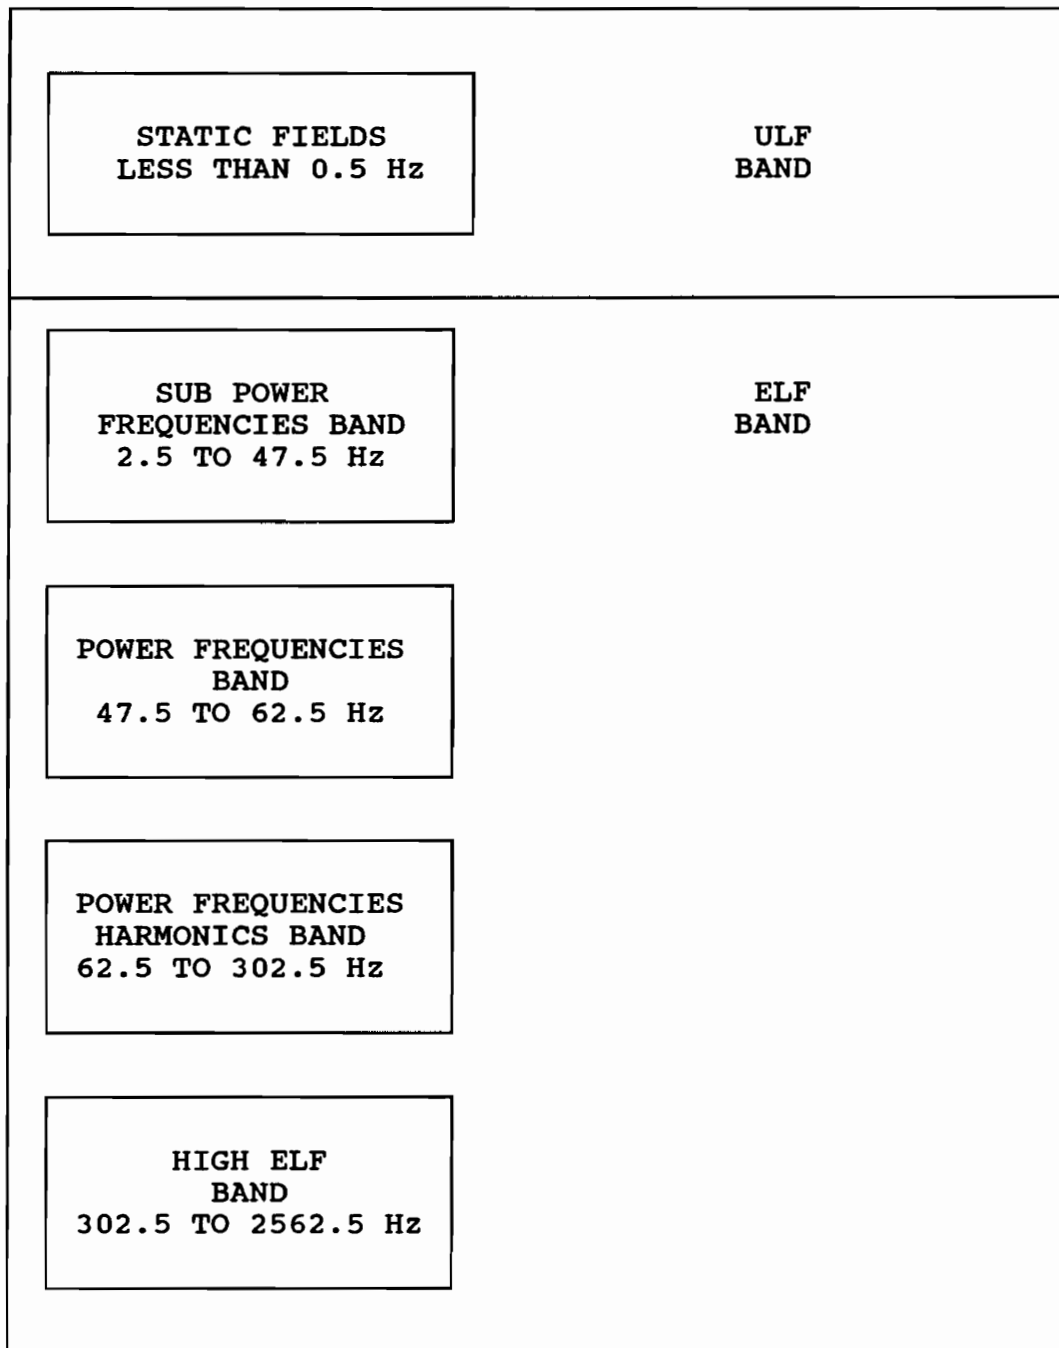 STATIC FIELDS
LESS THAN 0.5 Hz
ULF
BAND
SUB POWER
FREQUENCIES BAND
2.5 TO 47.5 Hz
ELF
BAND
POWER FREQUENCIES
BAND
47.5 TO 62.5 Hz
POWER FREQUENCIES
HARMONICS BAND
62.5 TO 302.5 Hz
HIGH ELF
BAND
302.5 TO 2562.5 Hz